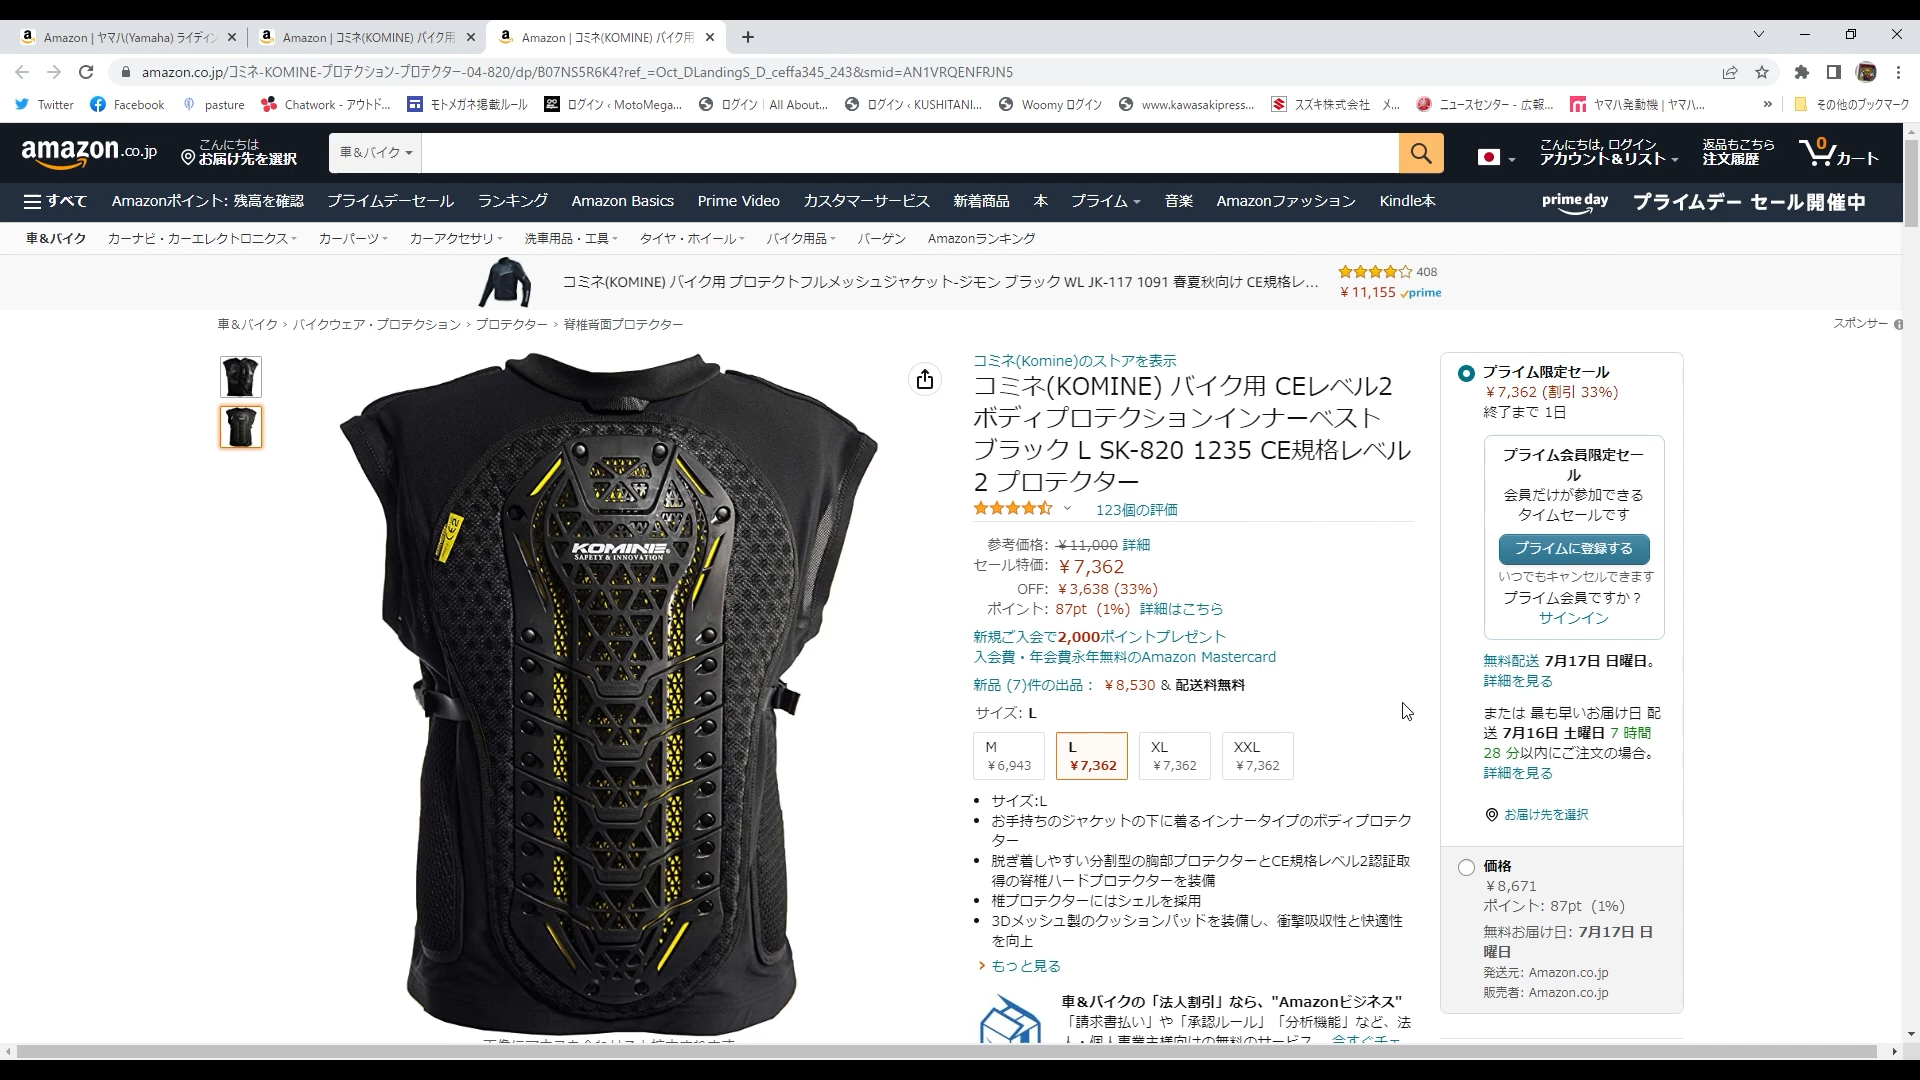 Amazon | ヤマハ(Yamaha) ライディン
Amazon | コミネ(KOMINE) バイク用
Amazon | コミネ(KOMINE) バイク用
amazon.co.jp/コミネ-KOMINE-プロテクション-プロテクター-04-820/dp/B07NS5R6K4?ref_=Oct_DLandingS_D_ceffa345_243&smid=AN1VRQENFRJN5
Twitter Facebook pasture Chatwork - アウトド... モトメガネ掲載ルール ログイン ‹ MotoMega... ログイン | All About... ログイン ‹ KUSHITANI... Woomy ログイン www.kawasakipress... スズキ株式会社 メ... ニュースセンター - 広報... ヤマハ発動機 | ヤマハ... » その他のブックマーク
amazon.co.jp
こんにちは
お届け先を選択
車&バイク
こんにちは, ログイン
アカウント&リスト
返品もこちら
注文履歴
0
カート
すべて Amazonポイント: 残高を確認 プライムデーセール ランキング Amazon Basics Prime Video カスタマーサービス 新着商品 本 プライム 音楽 Amazonファッション Kindle本
prime day プライムデー セール開催中
車&バイク カーナビ・カーエレクトロニクス カーパーツ カーアクセサリ 洗車用品・工具 タイヤ・ホイール バイク用品 バーゲン Amazonランキング
コミネ(KOMINE) バイク用 プロテクトフルメッシュジャケット-ジモン ブラック WL JK-117 1091 春夏秋向け CE規格レ...
408
¥ 11,155 prime
車＆バイク › バイクウェア・プロテクション › プロテクター › 脊椎背面プロテクター
スポンサー
KOMINE
SAFETY & INNOVATION
コミネ(Komine)のストアを表示
コミネ(KOMINE) バイク用 CEレベル2
ボディプロテクションインナーベスト
ブラック L SK-820 1235 CE規格レベル
2 プロテクター
123個の評価
参考価格: ¥11,000 詳細
セール特価: ¥7,362
OFF: ¥3,638 (33%)
ポイント: 87pt (1%) 詳細はこちら
新規ご入会で2,000ポイントプレゼント
入会費・年会費永年無料のAmazon Mastercard
新品 (7)件の出品： ¥8,530 & 配送料無料
サイズ: L
M L XL XXL
¥6,943 ¥7,362 ¥7,362 ¥7,362
• サイズ:L
• お手持ちのジャケットの下に着るインナータイプのボディプロテク
ター
• 脱ぎ着しやすい分割型の胸部プロテクターとCE規格レベル2認証取
得の脊椎ハードプロテクターを装備
• 椎プロテクターにはシェルを採用
• 3Dメッシュ製のクッションパッドを装備し、衝撃吸収性と快適性
を向上
› もっと見る
車＆バイクの「法人割引」なら、"Amazonビジネス"
「請求書払い」や「承認ルール」「分析機能」など、法
プライム限定セール
¥7,362 (割引 33%)
終了まで 1日
プライム会員限定セー
ル
会員だけが参加できる
タイムセールです
プライムに登録する
いつでもキャンセルできます
プライム会員ですか？
サインイン
無料配送 7月17日 日曜日。
詳細を見る
または 最も早いお届け日 配
送 7月16日 土曜日 7 時間
28 分以内にご注文の場合。
詳細を見る
お届け先を選択
価格
¥8,671
ポイント: 87pt (1%)
無料お届け日: 7月17日 日
曜日
発送元: Amazon.co.jp
販売者: Amazon.co.jp